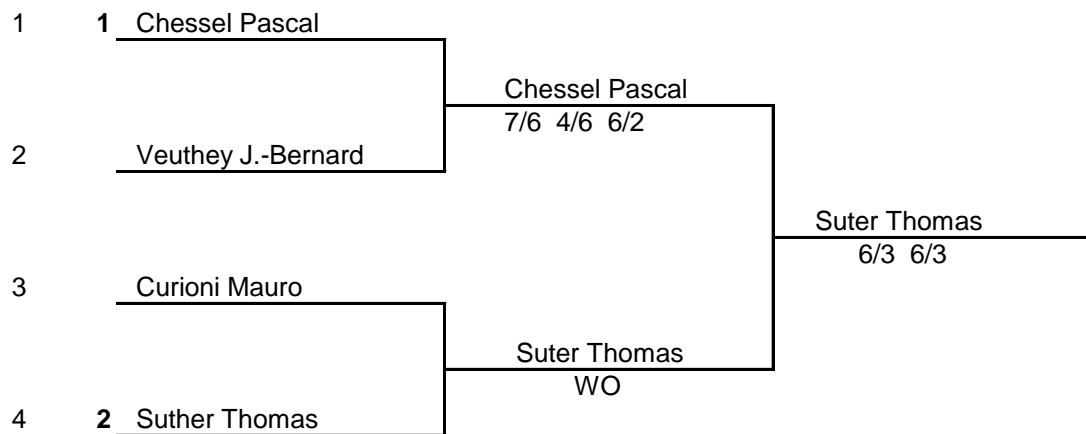 1 1 Chessel Pascal
Chessel Pascal
7/6 4/6 6/2
2 Veuthey J.-Bernard
Suter Thomas
6/3 6/3
3 Curioni Mauro
Suter Thomas
WO
4 2 Suther Thomas